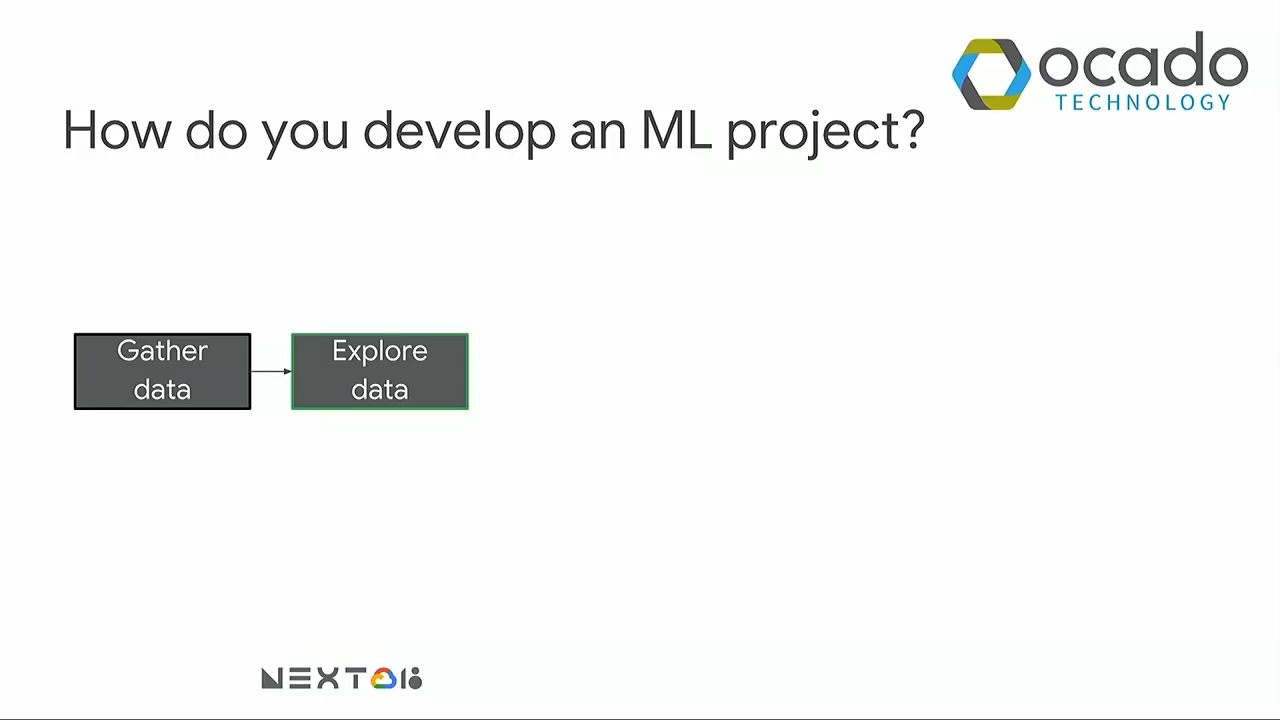 ocado
TECHNOLOGY
How do you develop an ML project?
Gather
data
Explore
data
NEXT 18